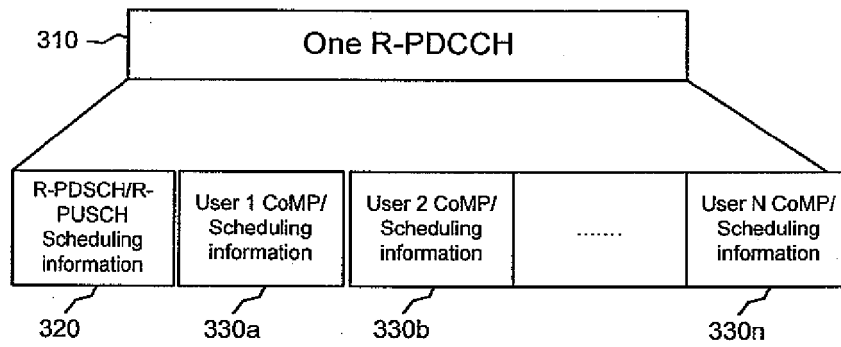 310
One R-PDCCH
R-PDSCH/R-
PUSCH
Scheduling
information
User 1 CoMP/
Scheduling
information
User 2 CoMP/
Scheduling
information
.......
User N CoMP/
Scheduling
information
320
330a
330b
330n